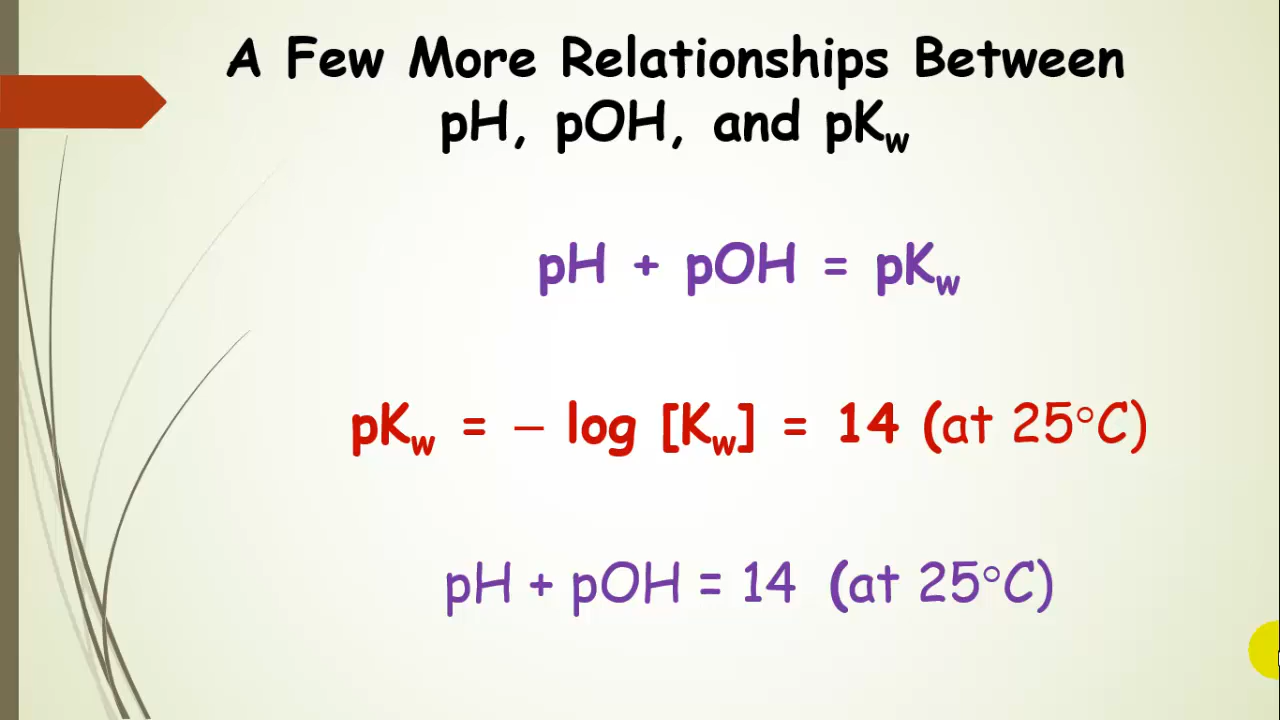 A Few More Relationships Between
pH, pOH, and pKw
pH + pOH = pKw
pKw = – log [Kw] = 14 (at 25°C)
pH + pOH = 14 (at 25°C)